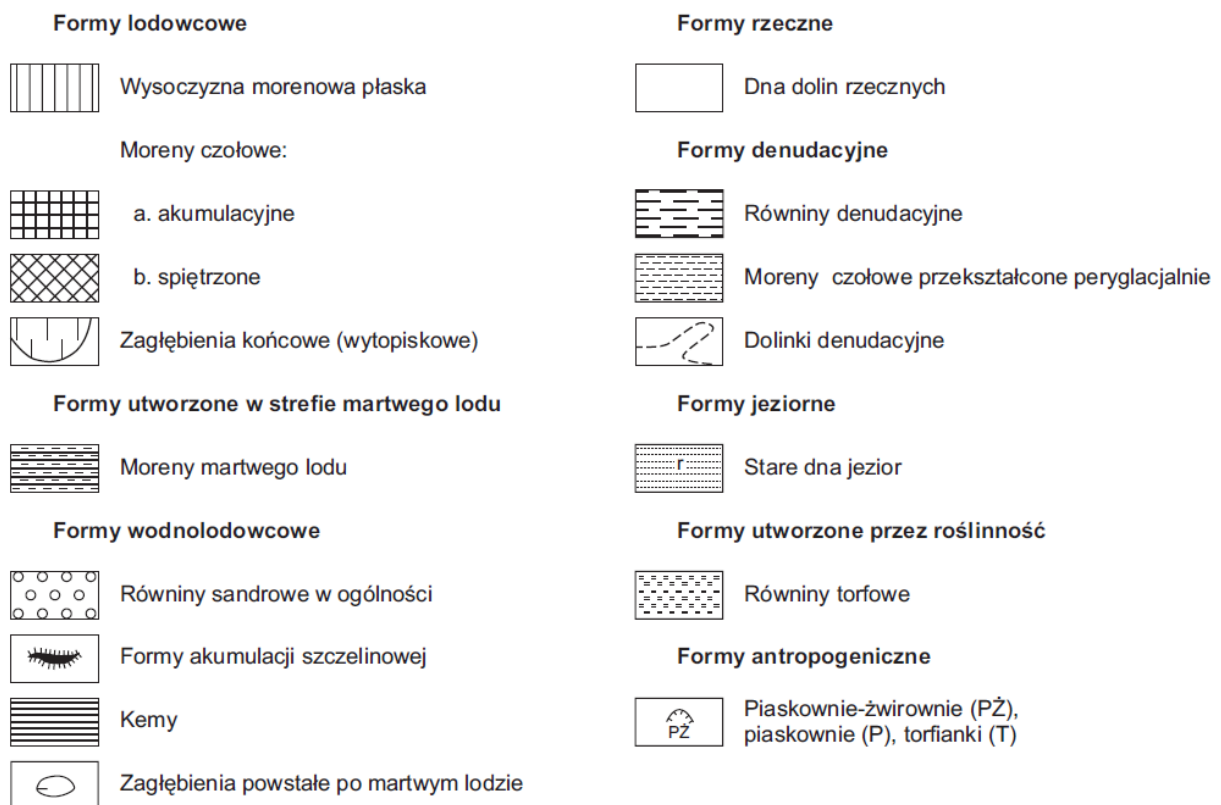 Formy lodowcowe
Wysoczyzna morenowa płaska
Moreny czołowe:
a. akumulacyjne
b. spiętrzone
Zagłębienia końcowe (wytopiskowe)
Formy utworzone w strefie martwego lodu
Moreny martwego lodu
Formy wodnolodowcowe
Równiny sandrowe w ogólności
Formy akumulacji szczelinowej
Kemy
Zagłębienia powstałe po martwym lodzie
Formy rzeczne
Dna dolin rzecznych
Formy denudacyjne
Równiny denudacyjne
Moreny czołowe przekształcone peryglacjalnie
Dolinki denudacyjne
Formy jeziorne
r
Stare dna jezior
Formy utworzone przez roślinność
Równiny torfowe
Formy antropogeniczne
PŻ
Piaskownie-żwirownie (PŻ),
piaskownie (P), torfianki (T)